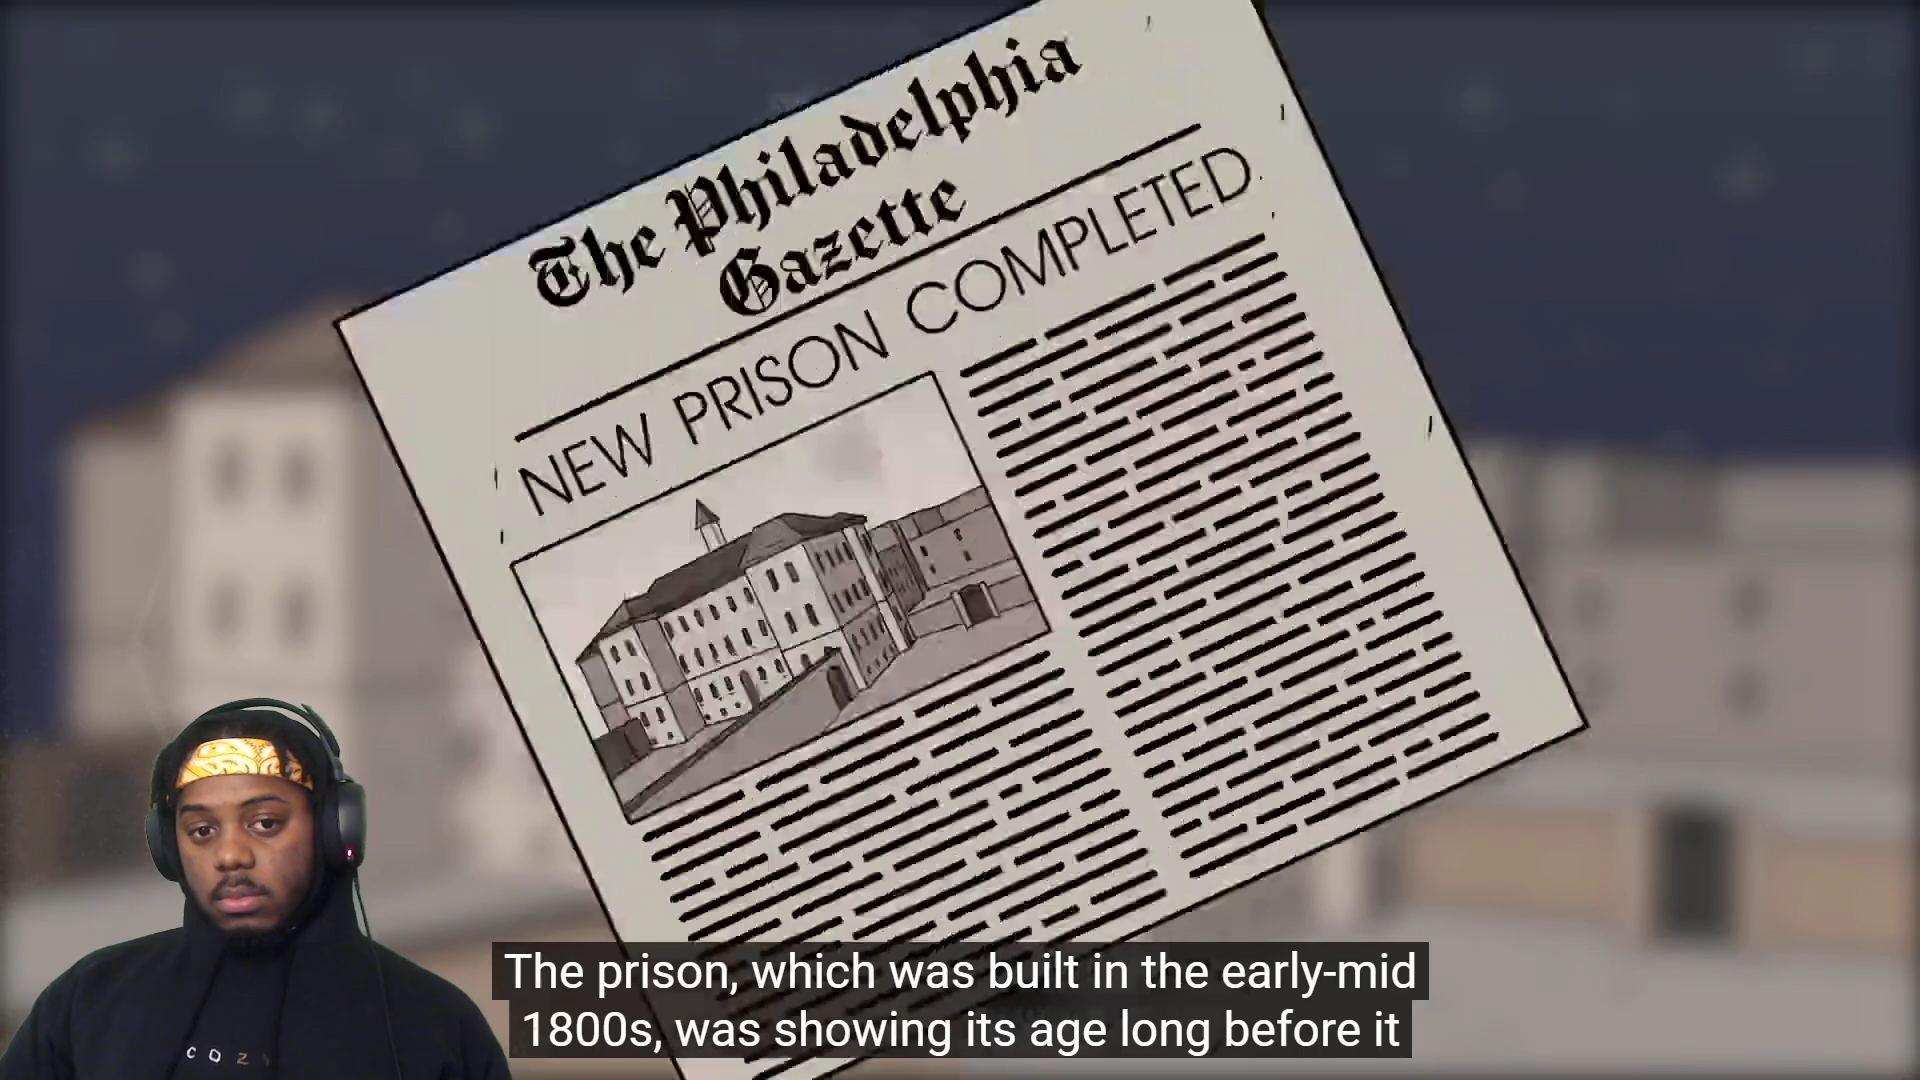 The Philadelphia
Gazette
NEW PRISON COMPLETED
The prison, which was built in the early-mid
1800s, was showing its age long before it
COZY